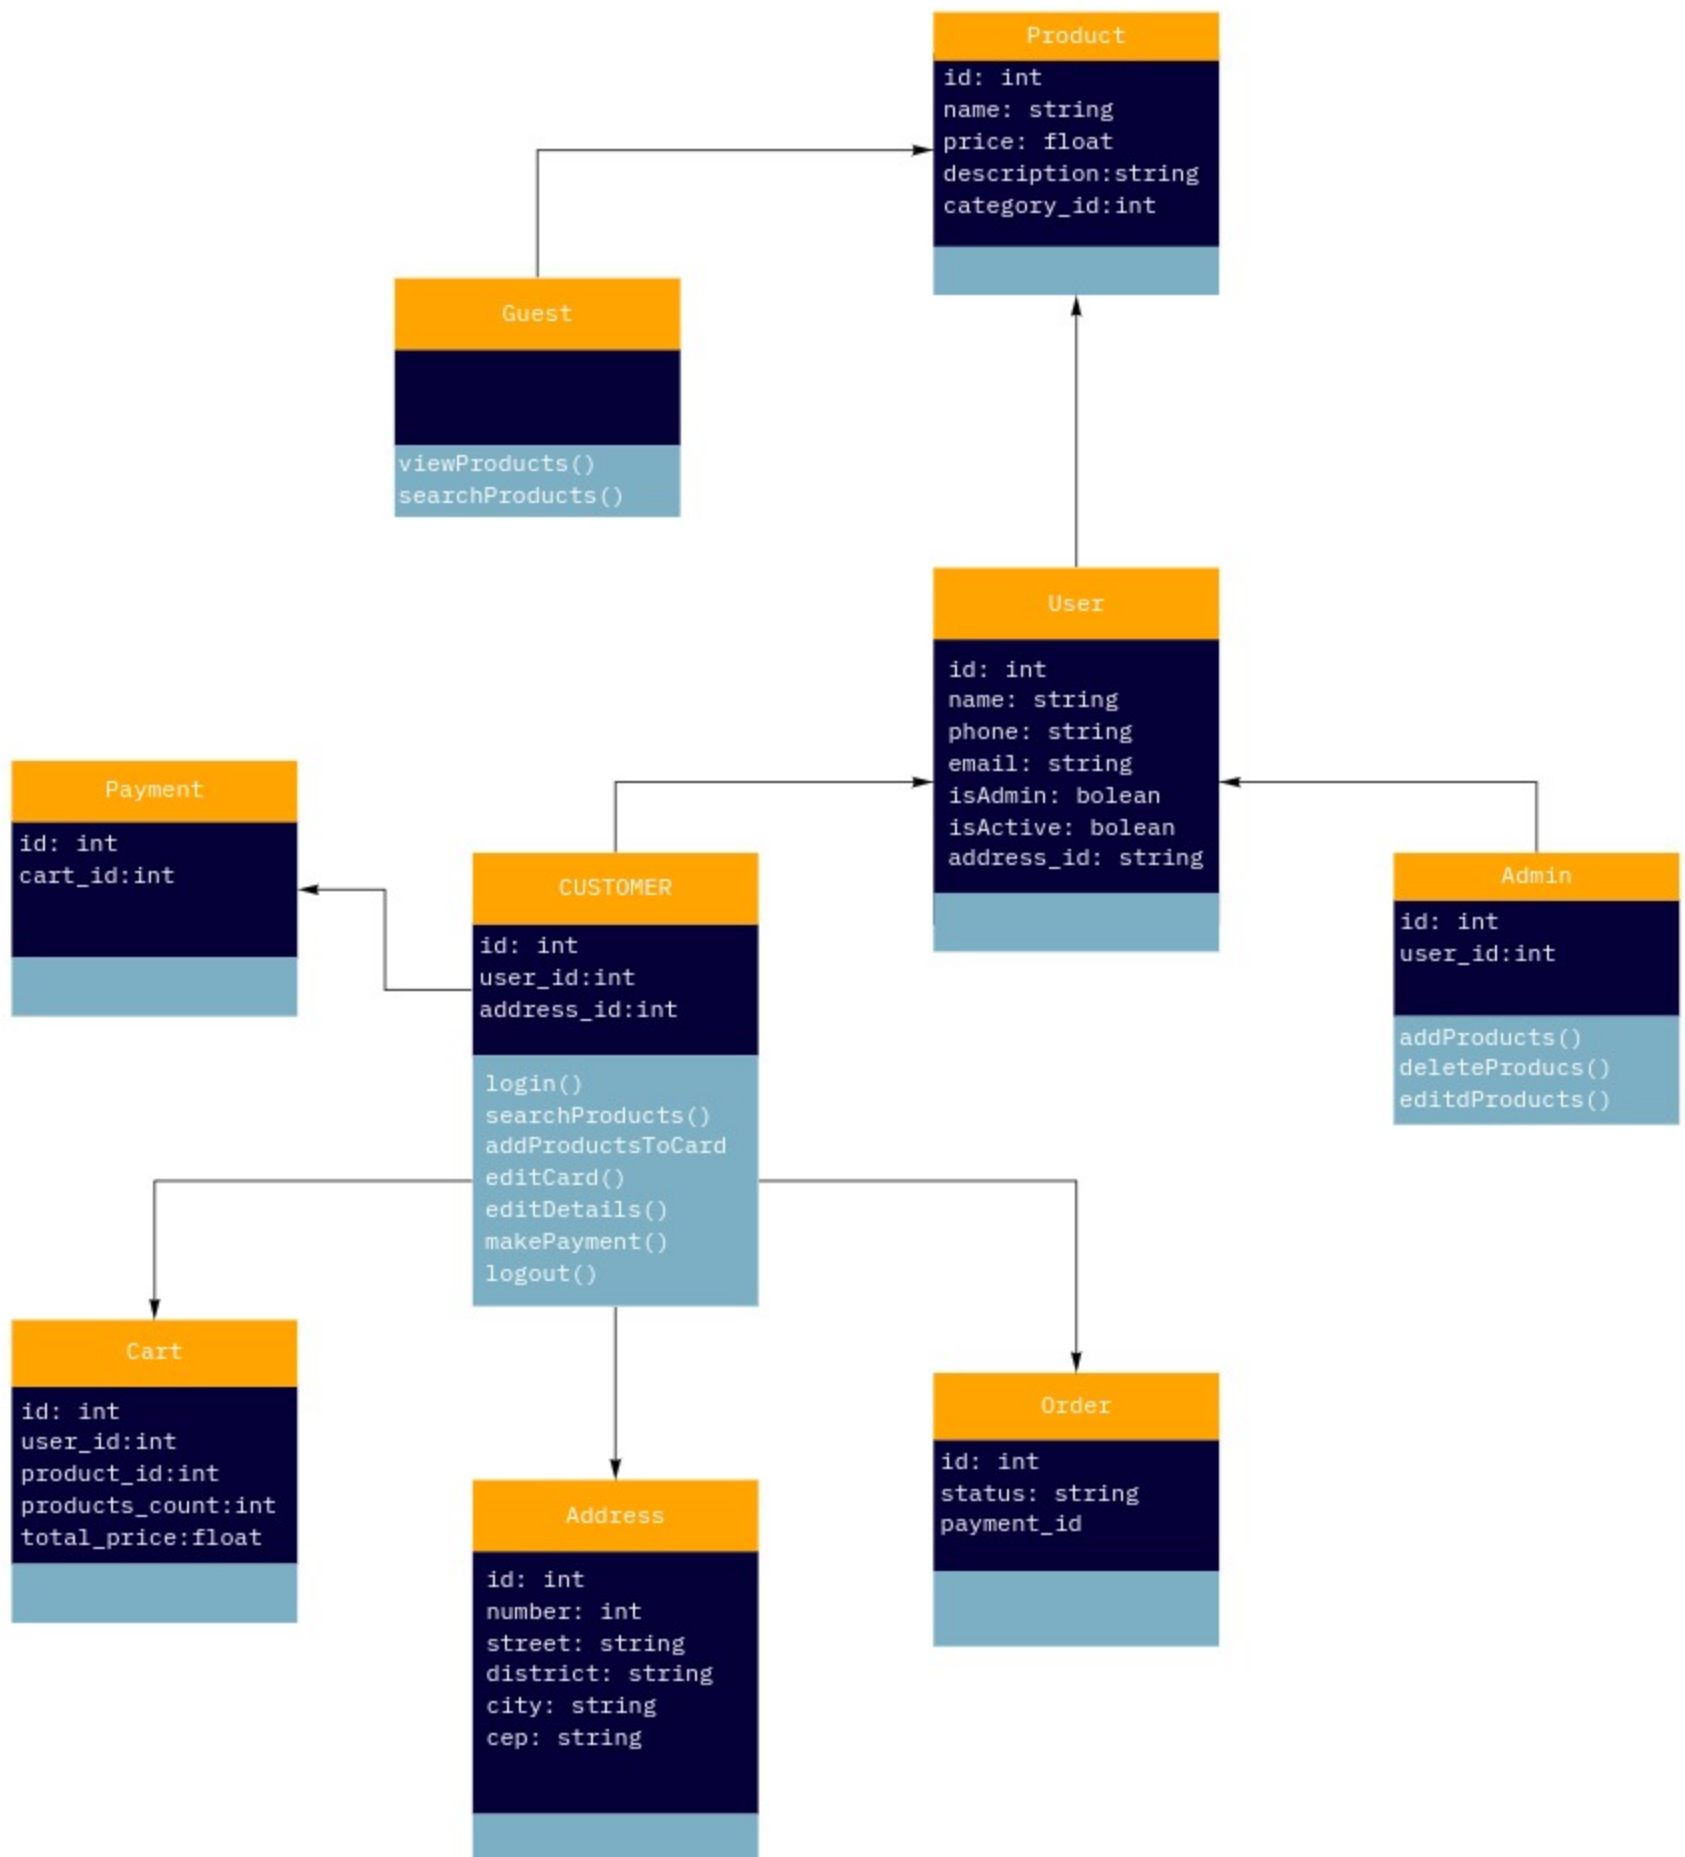 Product
id: int
name: string
price: float
description:string
category_id:int
Guest
viewProducts()
searchProducts()
User
id: int
name: string
phone: string
email: string
isAdmin: bolean
isActive: bolean
address_id: string
Payment
id: int
cart_id:int
CUSTOMER
id: int
user_id:int
address_id:int
login()
searchProducts()
addProductsToCard
editCard()
editDetails()
makePayment()
logout()
Admin
id: int
user_id:int
addProducts()
deleteProducs()
editdProducts()
Cart
id: int
user_id:int
product_id:int
products_count:int
total_price:float
Address
id: int
number: int
street: string
district: string
city: string
cep: string
Order
id: int
status: string
payment_id